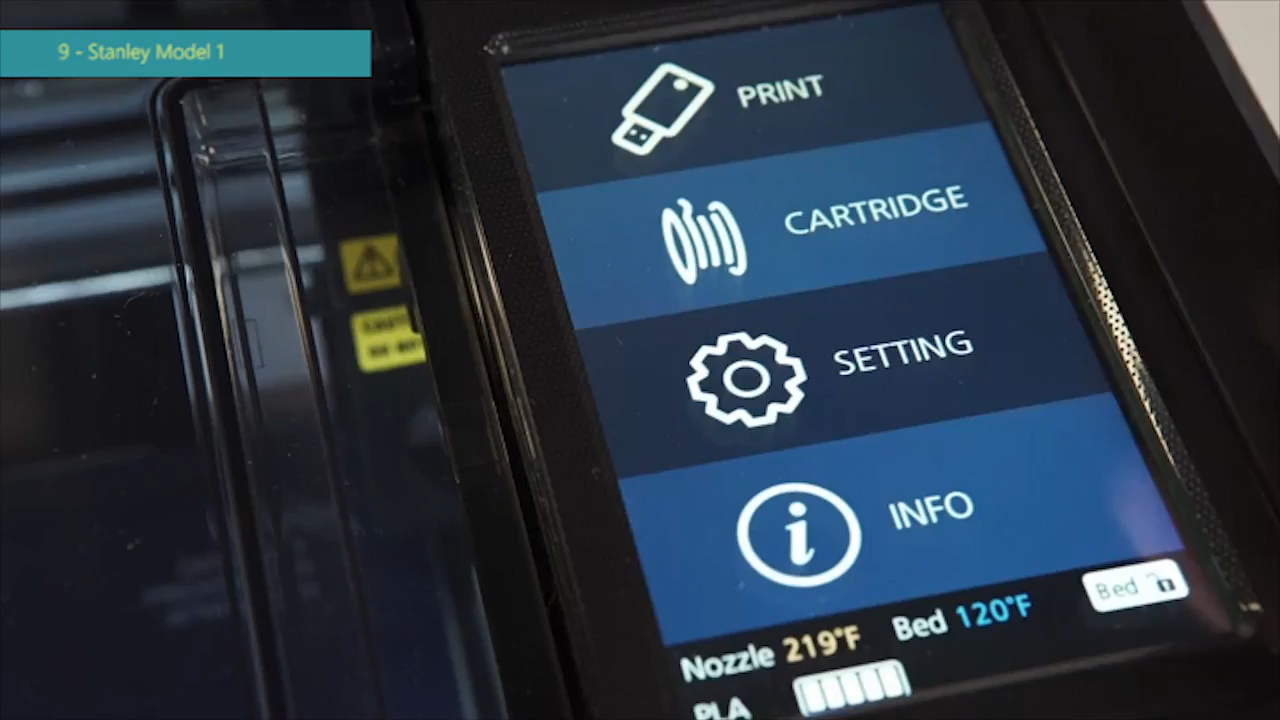 9 - Stanley Model 1
PRINT
CARTRIDGE
SETTING
INFO
Bed
Nozzle 219°F Bed 120°F
PLA